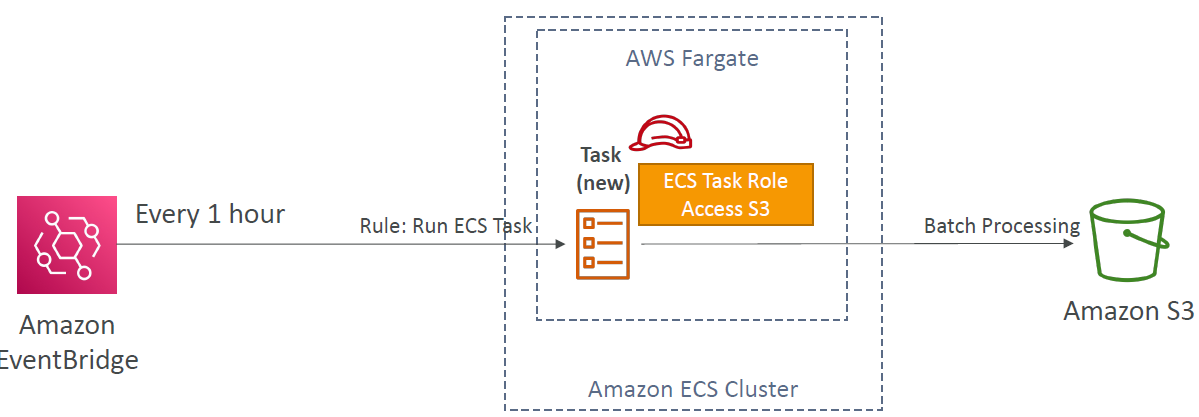 AWS Fargate
Task
(new)
ECS Task Role
Access S3
Every 1 hour
Rule: Run ECS Task
Batch Processing
Amazon
EventBridge
Amazon S3
Amazon ECS Cluster